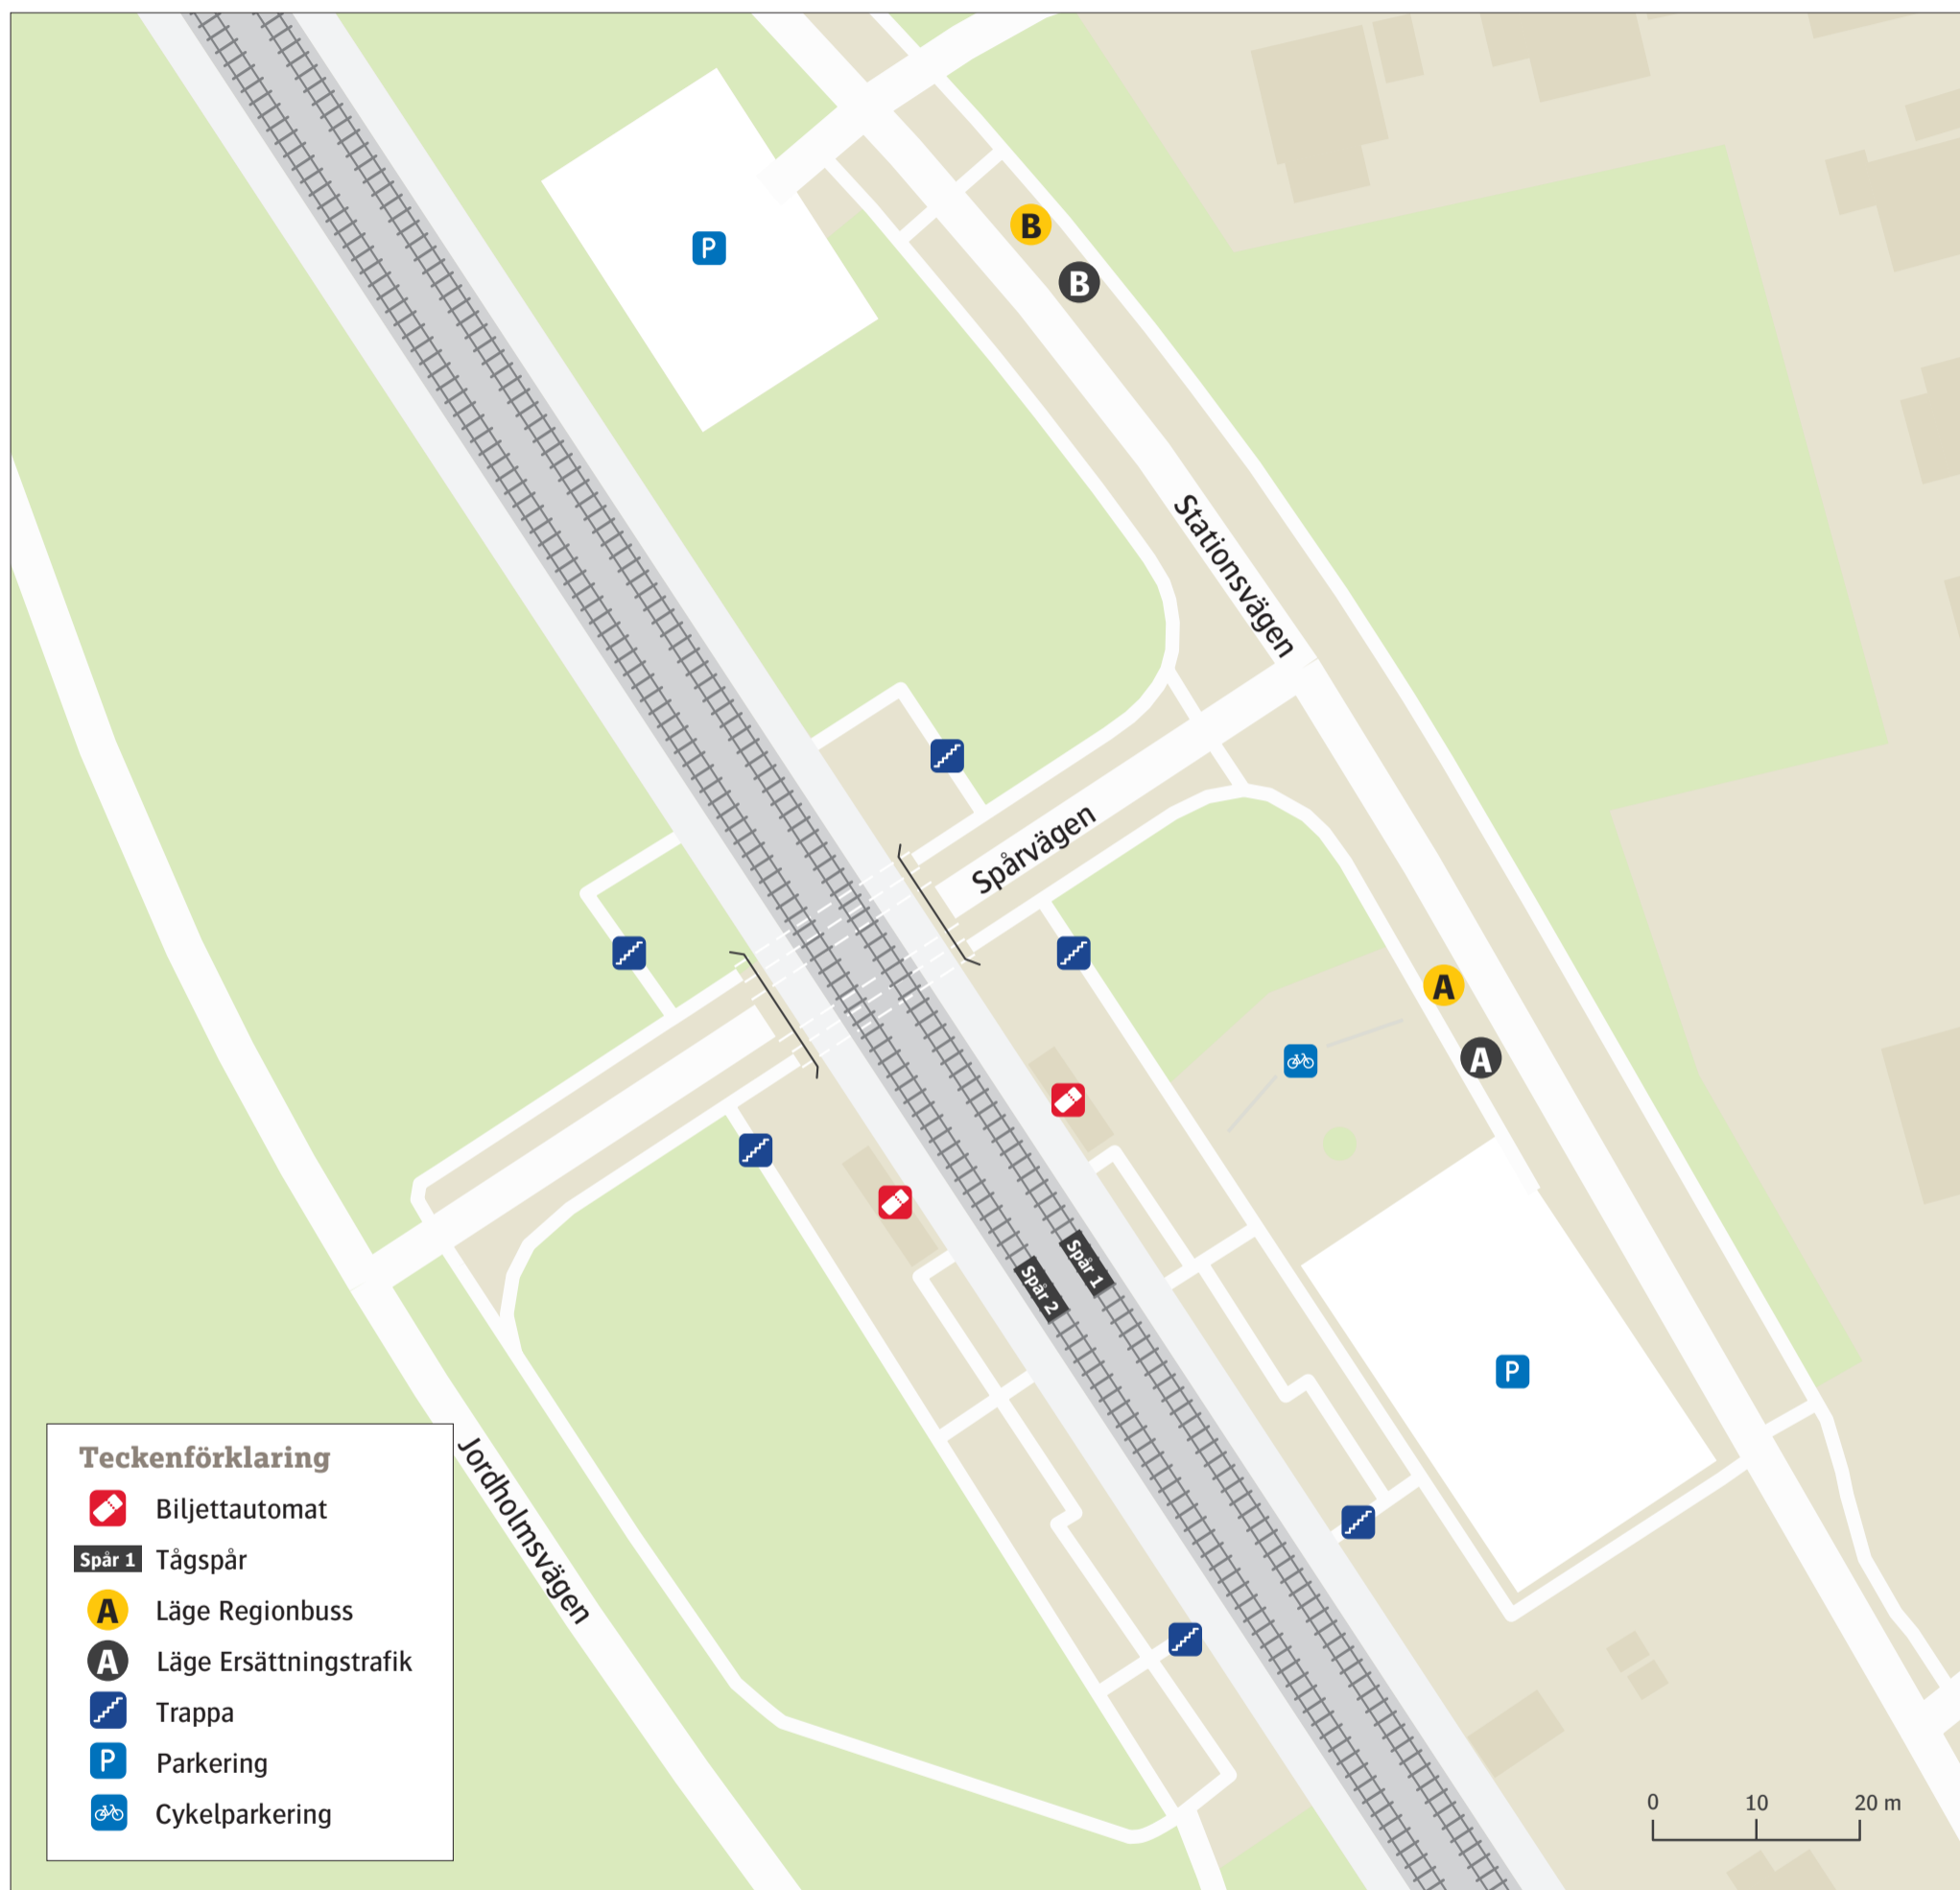 P
B
B
Stationsvägen
Spårvägen
A
A
Spår 1
Spår 2
P
Jordholmsvägen
Teckenförklaring
Biljettautomat
Spår 1 Tågspår
A Läge Regionbuss
A Läge Ersättningstrafik
Trappa
P Parkering
Cykelparkering
0 10 20 m